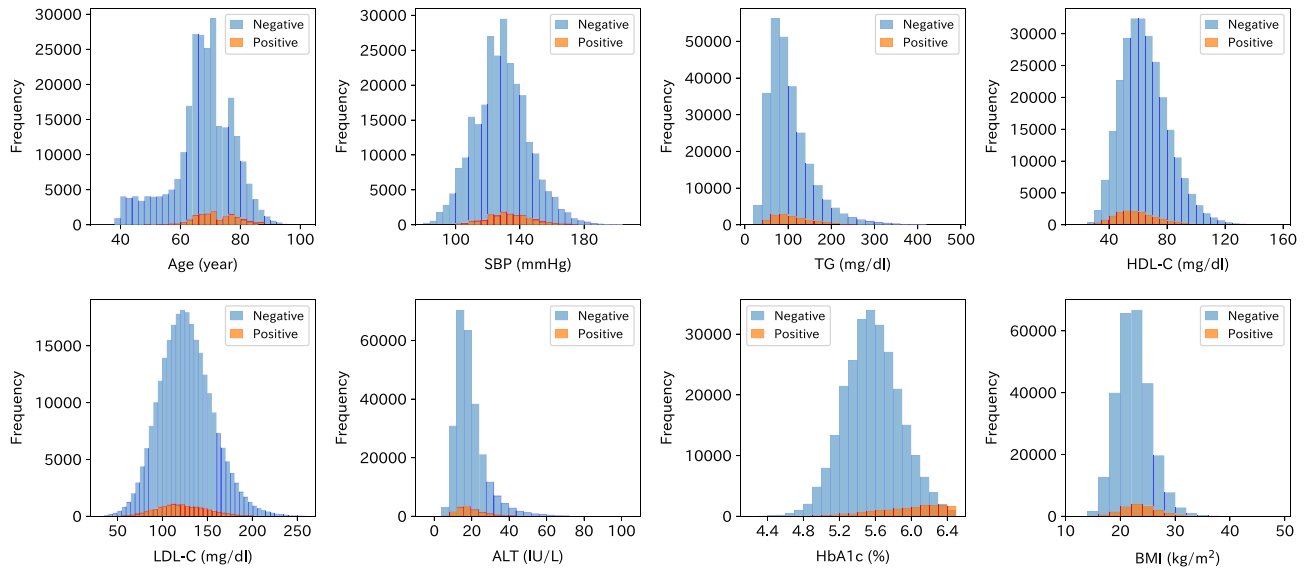 30000
25000
20000
15000
10000
5000
0
Frequency
40 60 80 100
Age (year)
Negative
Positive
30000
25000
20000
15000
10000
5000
0
Frequency
100 140 180
SBP (mmHg)
Negative
Positive
50000
40000
30000
20000
10000
0
Frequency
0 100 200 300 400 500
TG (mg/dl)
Negative
Positive
30000
25000
20000
15000
10000
5000
0
Frequency
40 80 120 160
HDL-C (mg/dl)
Negative
Positive
15000
10000
5000
0
Frequency
50 100 150 200 250
LDL-C (mg/dl)
Negative
Positive
60000
40000
20000
0
Frequency
0 20 40 60 80 100
ALT (IU/L)
Negative
Positive
30000
20000
10000
0
Frequency
4.4 4.8 5.2 5.6 6.0 6.4
HbA1c (%)
Negative
Positive
60000
40000
20000
0
Frequency
10 20 30 40 50
BMI (kg/m²)
Negative
Positive